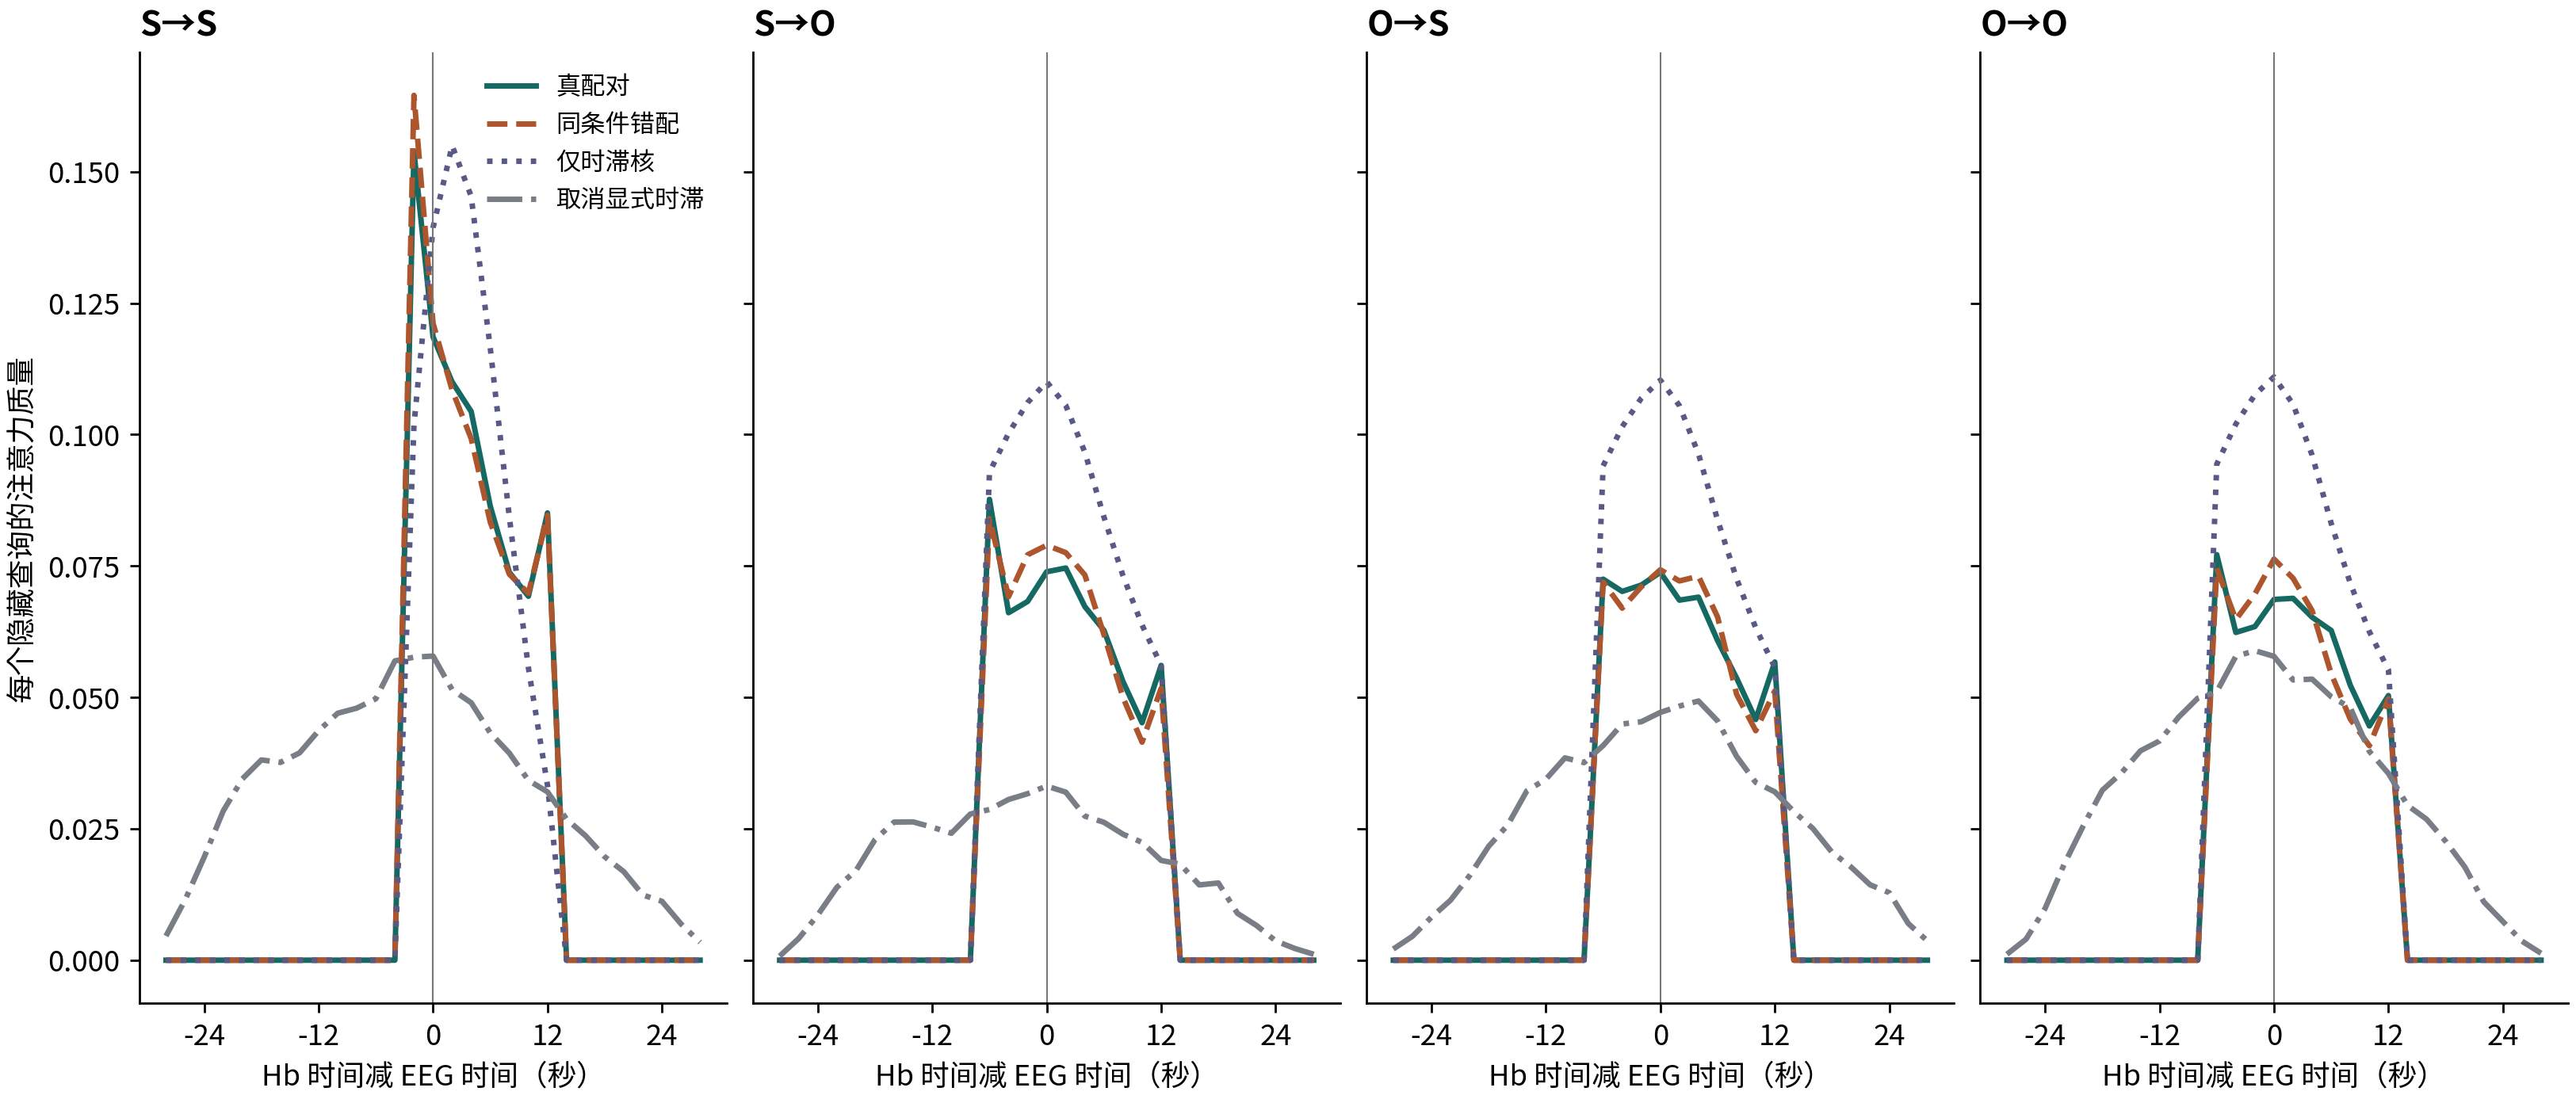 S→S
S→O
O→S
O→O
真配对
同条件错配
仅时滞核
取消显式时滞
每个隐藏查询的注意力质量
0.150
0.125
0.100
0.075
0.050
0.025
0.000
-24 -12 0 12 24
-24 -12 0 12 24
-24 -12 0 12 24
-24 -12 0 12 24
Hb 时间减 EEG 时间（秒）
Hb 时间减 EEG 时间（秒）
Hb 时间减 EEG 时间（秒）
Hb 时间减 EEG 时间（秒）